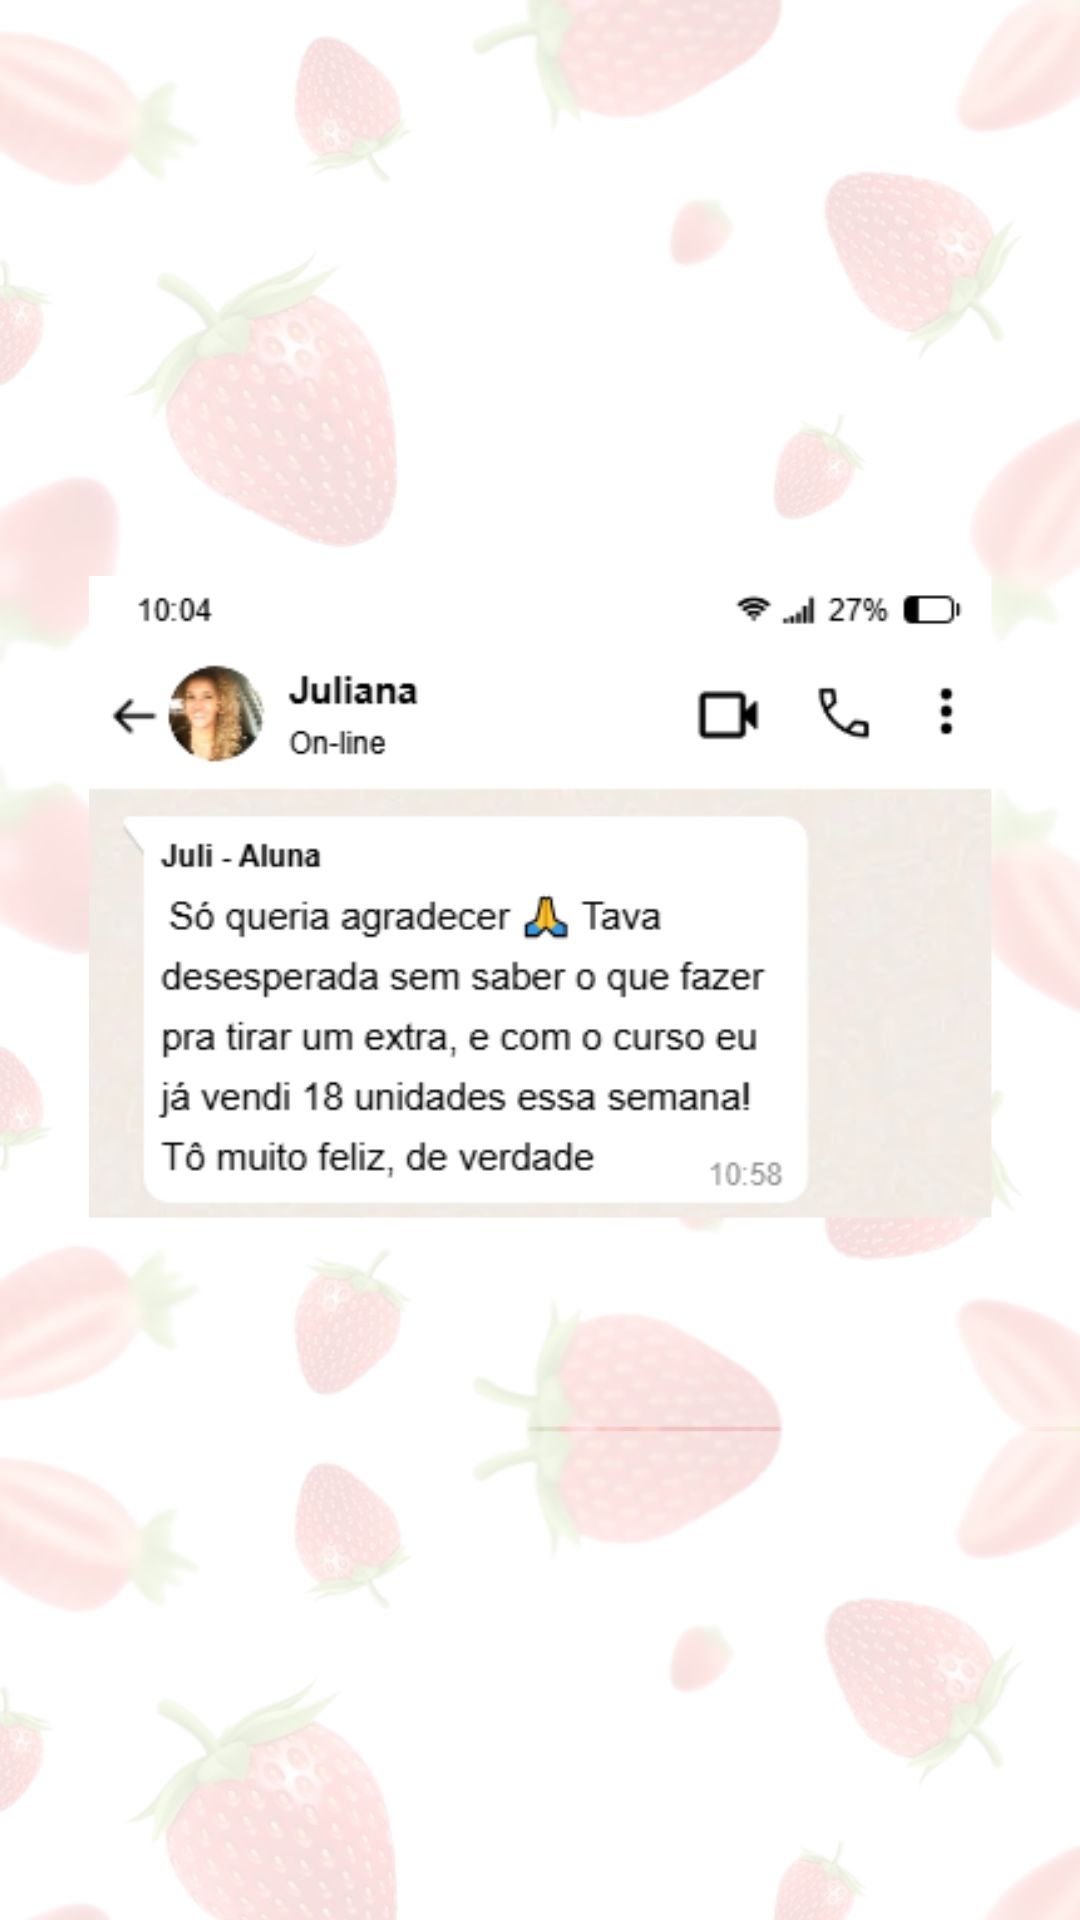 10:04 27%
Juliana
On-line
Juli - Aluna
Só queria agradecer 🙏 Tava
desesperada sem saber o que fazer
pra tirar um extra, e com o curso eu
já vendi 18 unidades essa semana!
Tô muito feliz, de verdade
10:58